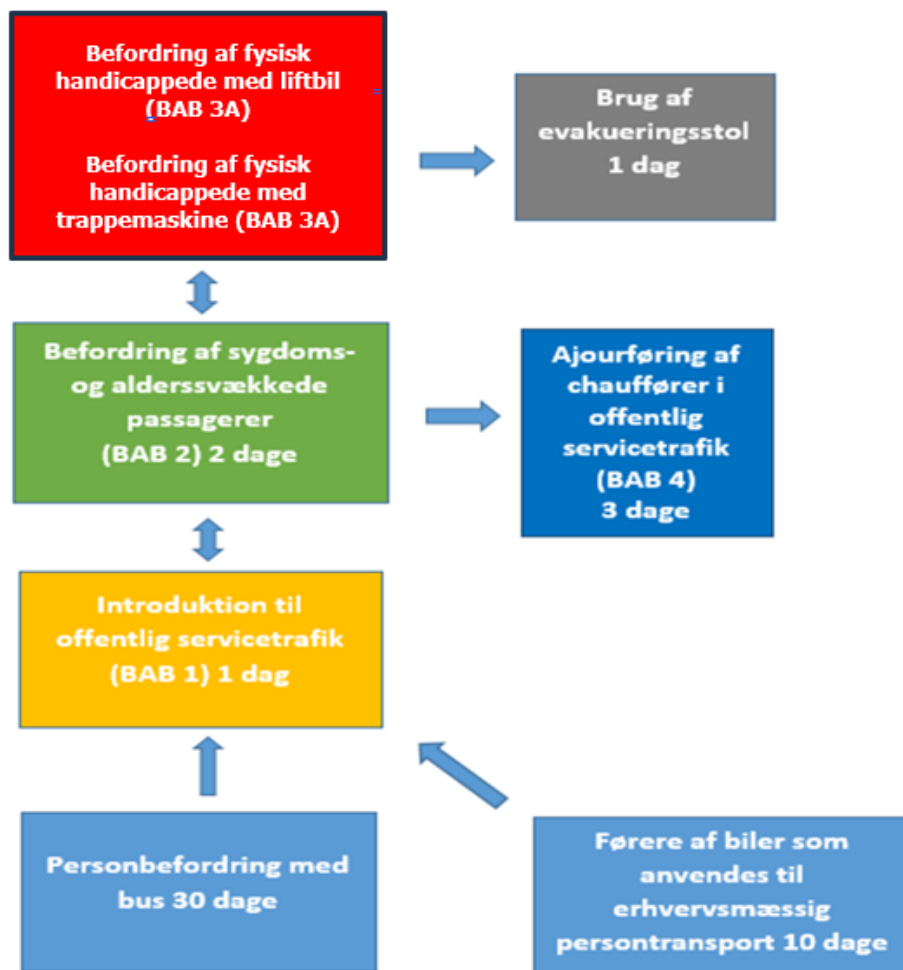 Befordring af fysisk
handicappede med liftbil
(BAB 3A)
Befordring af fysisk
handicappede med
trappemaskine (BAB 3A)
Brug af
evakueringsstol
1 dag
Befordring af sygdoms-
og alderssvækkede
passagerer
(BAB 2) 2 dage
Ajourføring af
chauffører i
offentlig
servicetrafik
(BAB 4)
3 dage
Introduktion til
offentlig servicetrafik
(BAB 1) 1 dag
Personbefordring med
bus 30 dage
Førere af biler som
anvendes til
erhvervsmæssig
persontransport 10 dage